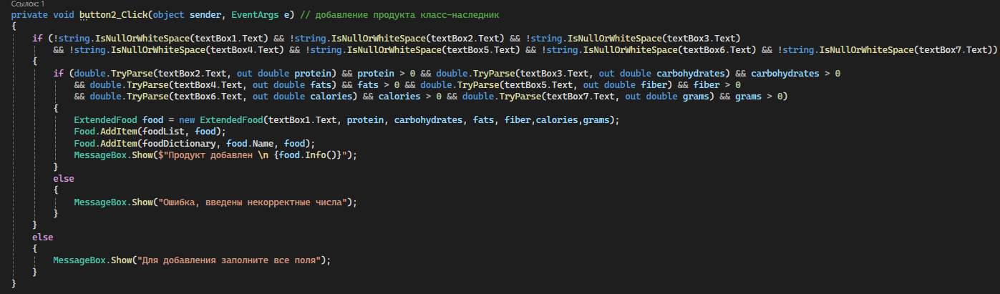 Ссылок: 1
private void button2_Click(object sender, EventArgs e) // добавление продукта класс-наследник
{
if (!string.IsNullOrWhiteSpace(textBox1.Text) && !string.IsNullOrWhiteSpace(textBox2.Text) && !string.IsNullOrWhiteSpace(textBox3.Text)
&& !string.IsNullOrWhiteSpace(textBox4.Text) && !string.IsNullOrWhiteSpace(textBox5.Text) && !string.IsNullOrWhiteSpace(textBox6.Text) && !string.IsNullOrWhiteSpace(textBox7.Text))
{
if (double.TryParse(textBox2.Text, out double protein) && protein > 0 && double.TryParse(textBox3.Text, out double carbohydrates) && carbohydrates > 0
&& double.TryParse(textBox4.Text, out double fats) && fats > 0 && double.TryParse(textBox5.Text, out double fiber) && fiber > 0
&& double.TryParse(textBox6.Text, out double calories) && calories > 0 && double.TryParse(textBox7.Text, out double grams) && grams > 0)
{
ExtendedFood food = new ExtendedFood(textBox1.Text, protein, carbohydrates, fats, fiber,calories,grams);
Food.AddItem(foodList, food);
Food.AddItem(foodDictionary, food.Name, food);
MessageBox.Show($"Продукт добавлен \n {food.Info()}");
}
else
{
MessageBox.Show("Ошибка, введены некорректные числа");
}
}
else
{
MessageBox.Show("Для добавления заполните все поля");
}
}